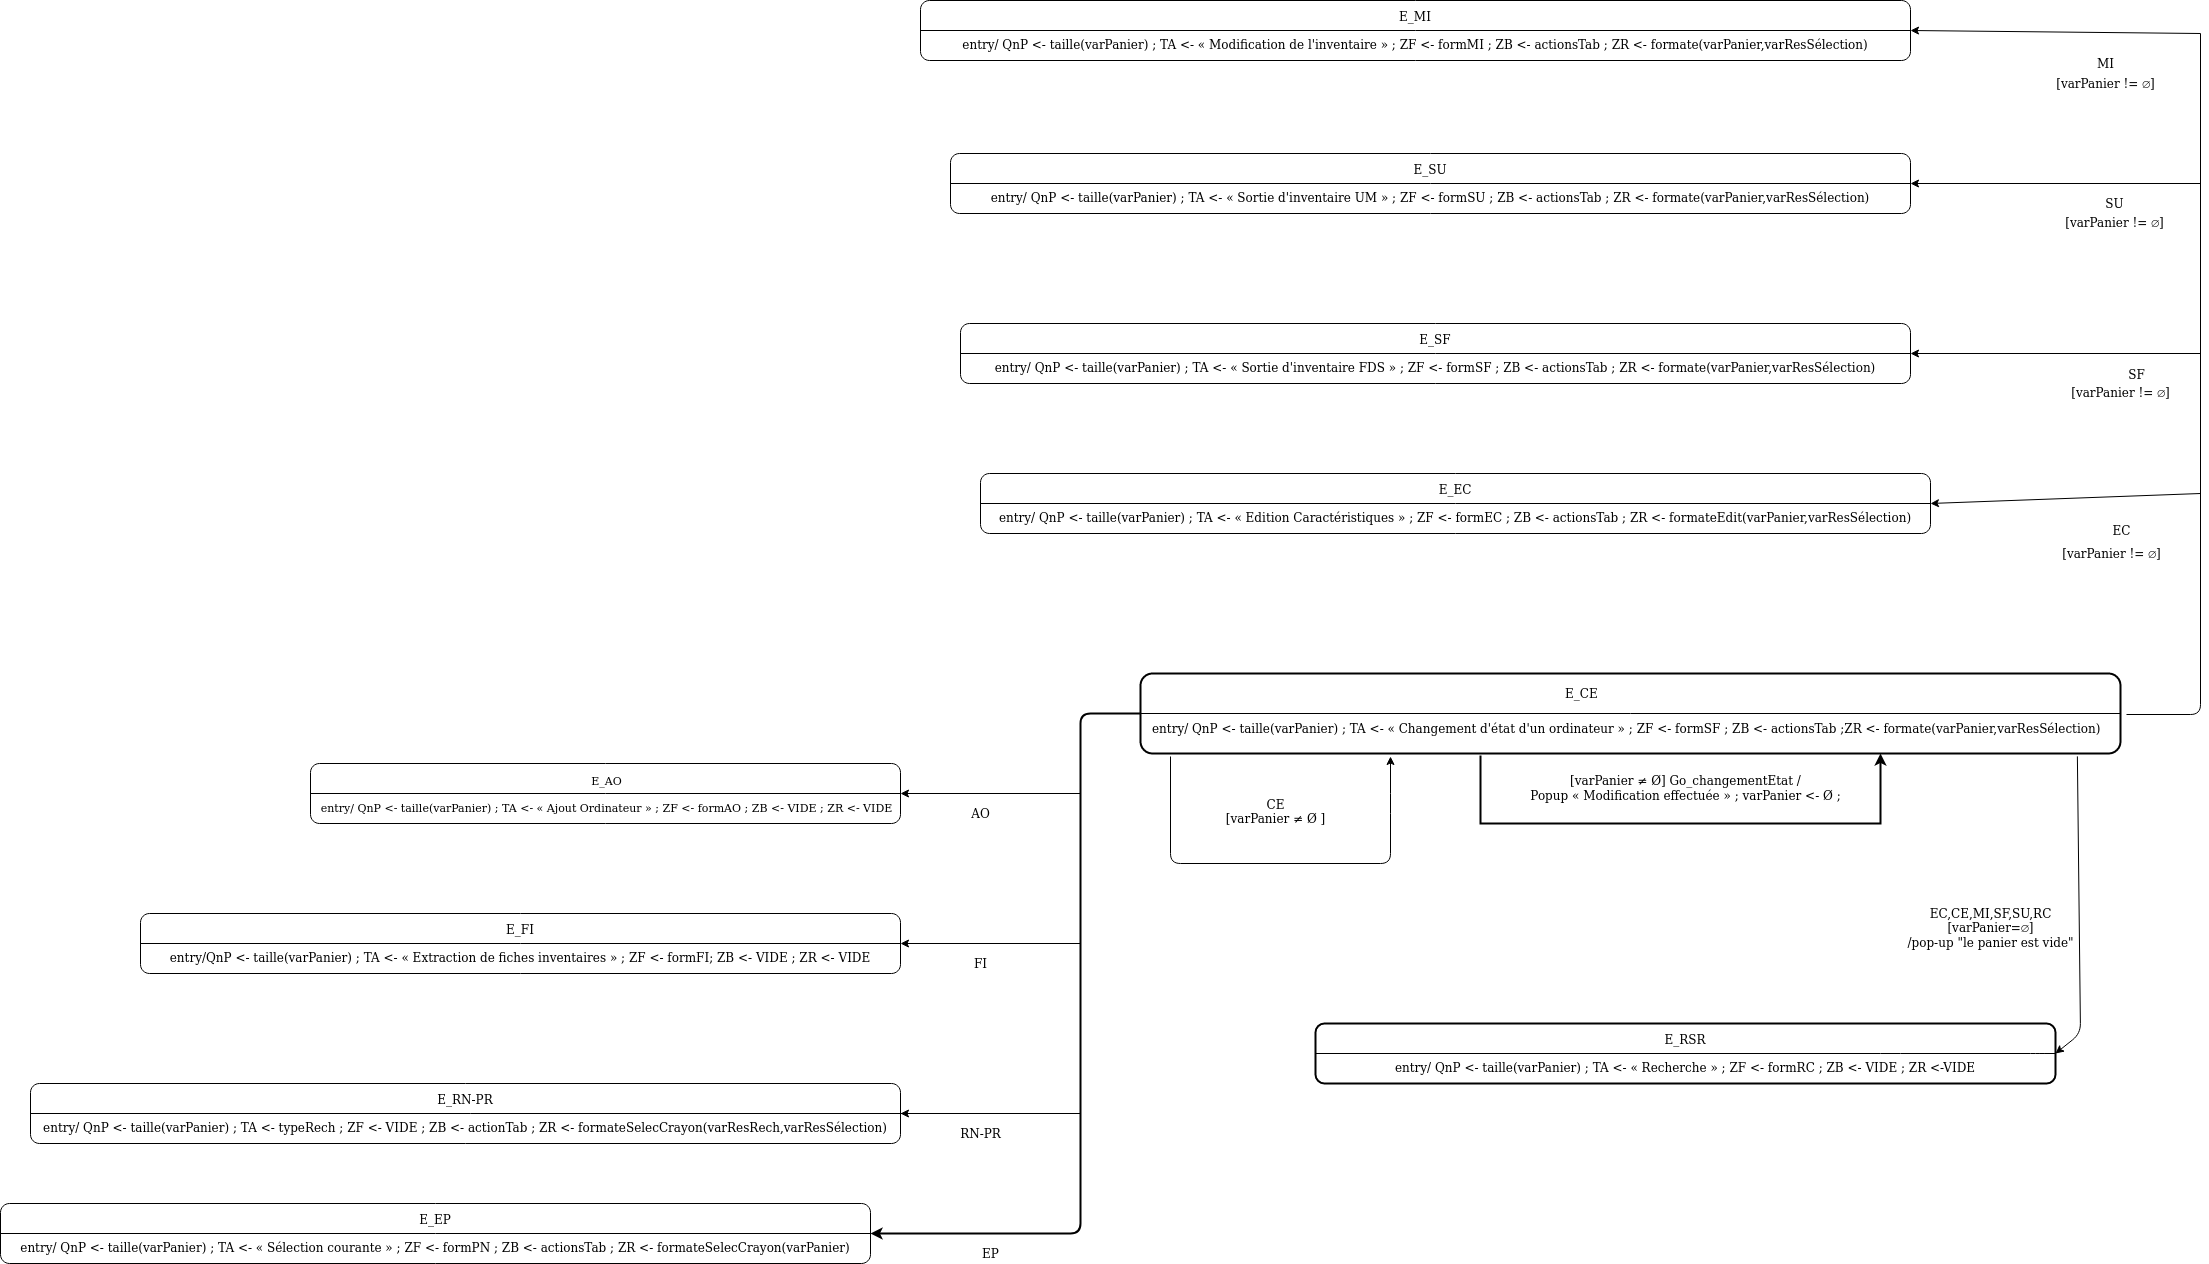 E_MI
entry/ QnP <- taille(varPanier) ; TA <- « Modification de l'inventaire » ; ZF <- formMI ; ZB <- actionsTab ; ZR <- formate(varPanier,varResSélection)
MI
[varPanier != ∅]
E_SU
entry/ QnP <- taille(varPanier) ; TA <- « Sortie d'inventaire UM » ; ZF <- formSU ; ZB <- actionsTab ; ZR <- formate(varPanier,varResSélection)
SU
[varPanier != ∅]
E_SF
entry/ QnP <- taille(varPanier) ; TA <- « Sortie d'inventaire FDS » ; ZF <- formSF ; ZB <- actionsTab ; ZR <- formate(varPanier,varResSélection)
SF
[varPanier != ∅]
E_EC
entry/ QnP <- taille(varPanier) ; TA <- « Edition Caractéristiques » ; ZF <- formEC ; ZB <- actionsTab ; ZR <- formateEdit(varPanier,varResSélection)
EC
[varPanier != ∅]
E_CE
entry/ QnP <- taille(varPanier) ; TA <- « Changement d'état d'un ordinateur » ; ZF <- formSF ; ZB <- actionsTab ;ZR <- formate(varPanier,varResSélection)
E_AO
entry/ QnP <- taille(varPanier) ; TA <- « Ajout Ordinateur » ; ZF <- formAO ; ZB <- VIDE ; ZR <- VIDE
AO
CE
[varPanier ≠ Ø ]
[varPanier ≠ Ø] Go_changementEtat /
Popup « Modification effectuée » ; varPanier <- Ø ;
E_FI
entry/QnP <- taille(varPanier) ; TA <- « Extraction de fiches inventaires » ; ZF <- formFI; ZB <- VIDE ; ZR <- VIDE
FI
EC,CE,MI,SF,SU,RC
[varPanier=∅]
/pop-up "le panier est vide"
E_RSR
entry/ QnP <- taille(varPanier) ; TA <- « Recherche » ; ZF <- formRC ; ZB <- VIDE ; ZR <-VIDE
E_RN-PR
entry/ QnP <- taille(varPanier) ; TA <- typeRech ; ZF <- VIDE ; ZB <- actionTab ; ZR <- formateSelecCrayon(varResRech,varResSélection)
RN-PR
E_EP
entry/ QnP <- taille(varPanier) ; TA <- « Sélection courante » ; ZF <- formPN ; ZB <- actionsTab ; ZR <- formateSelecCrayon(varPanier)
EP